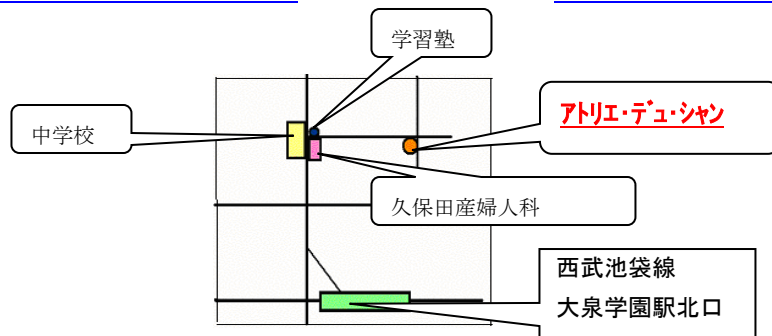 学習塾
中学校
アトリエ・デュ・シャン
久保田産婦人科
西武池袋線
大泉学園駅北口